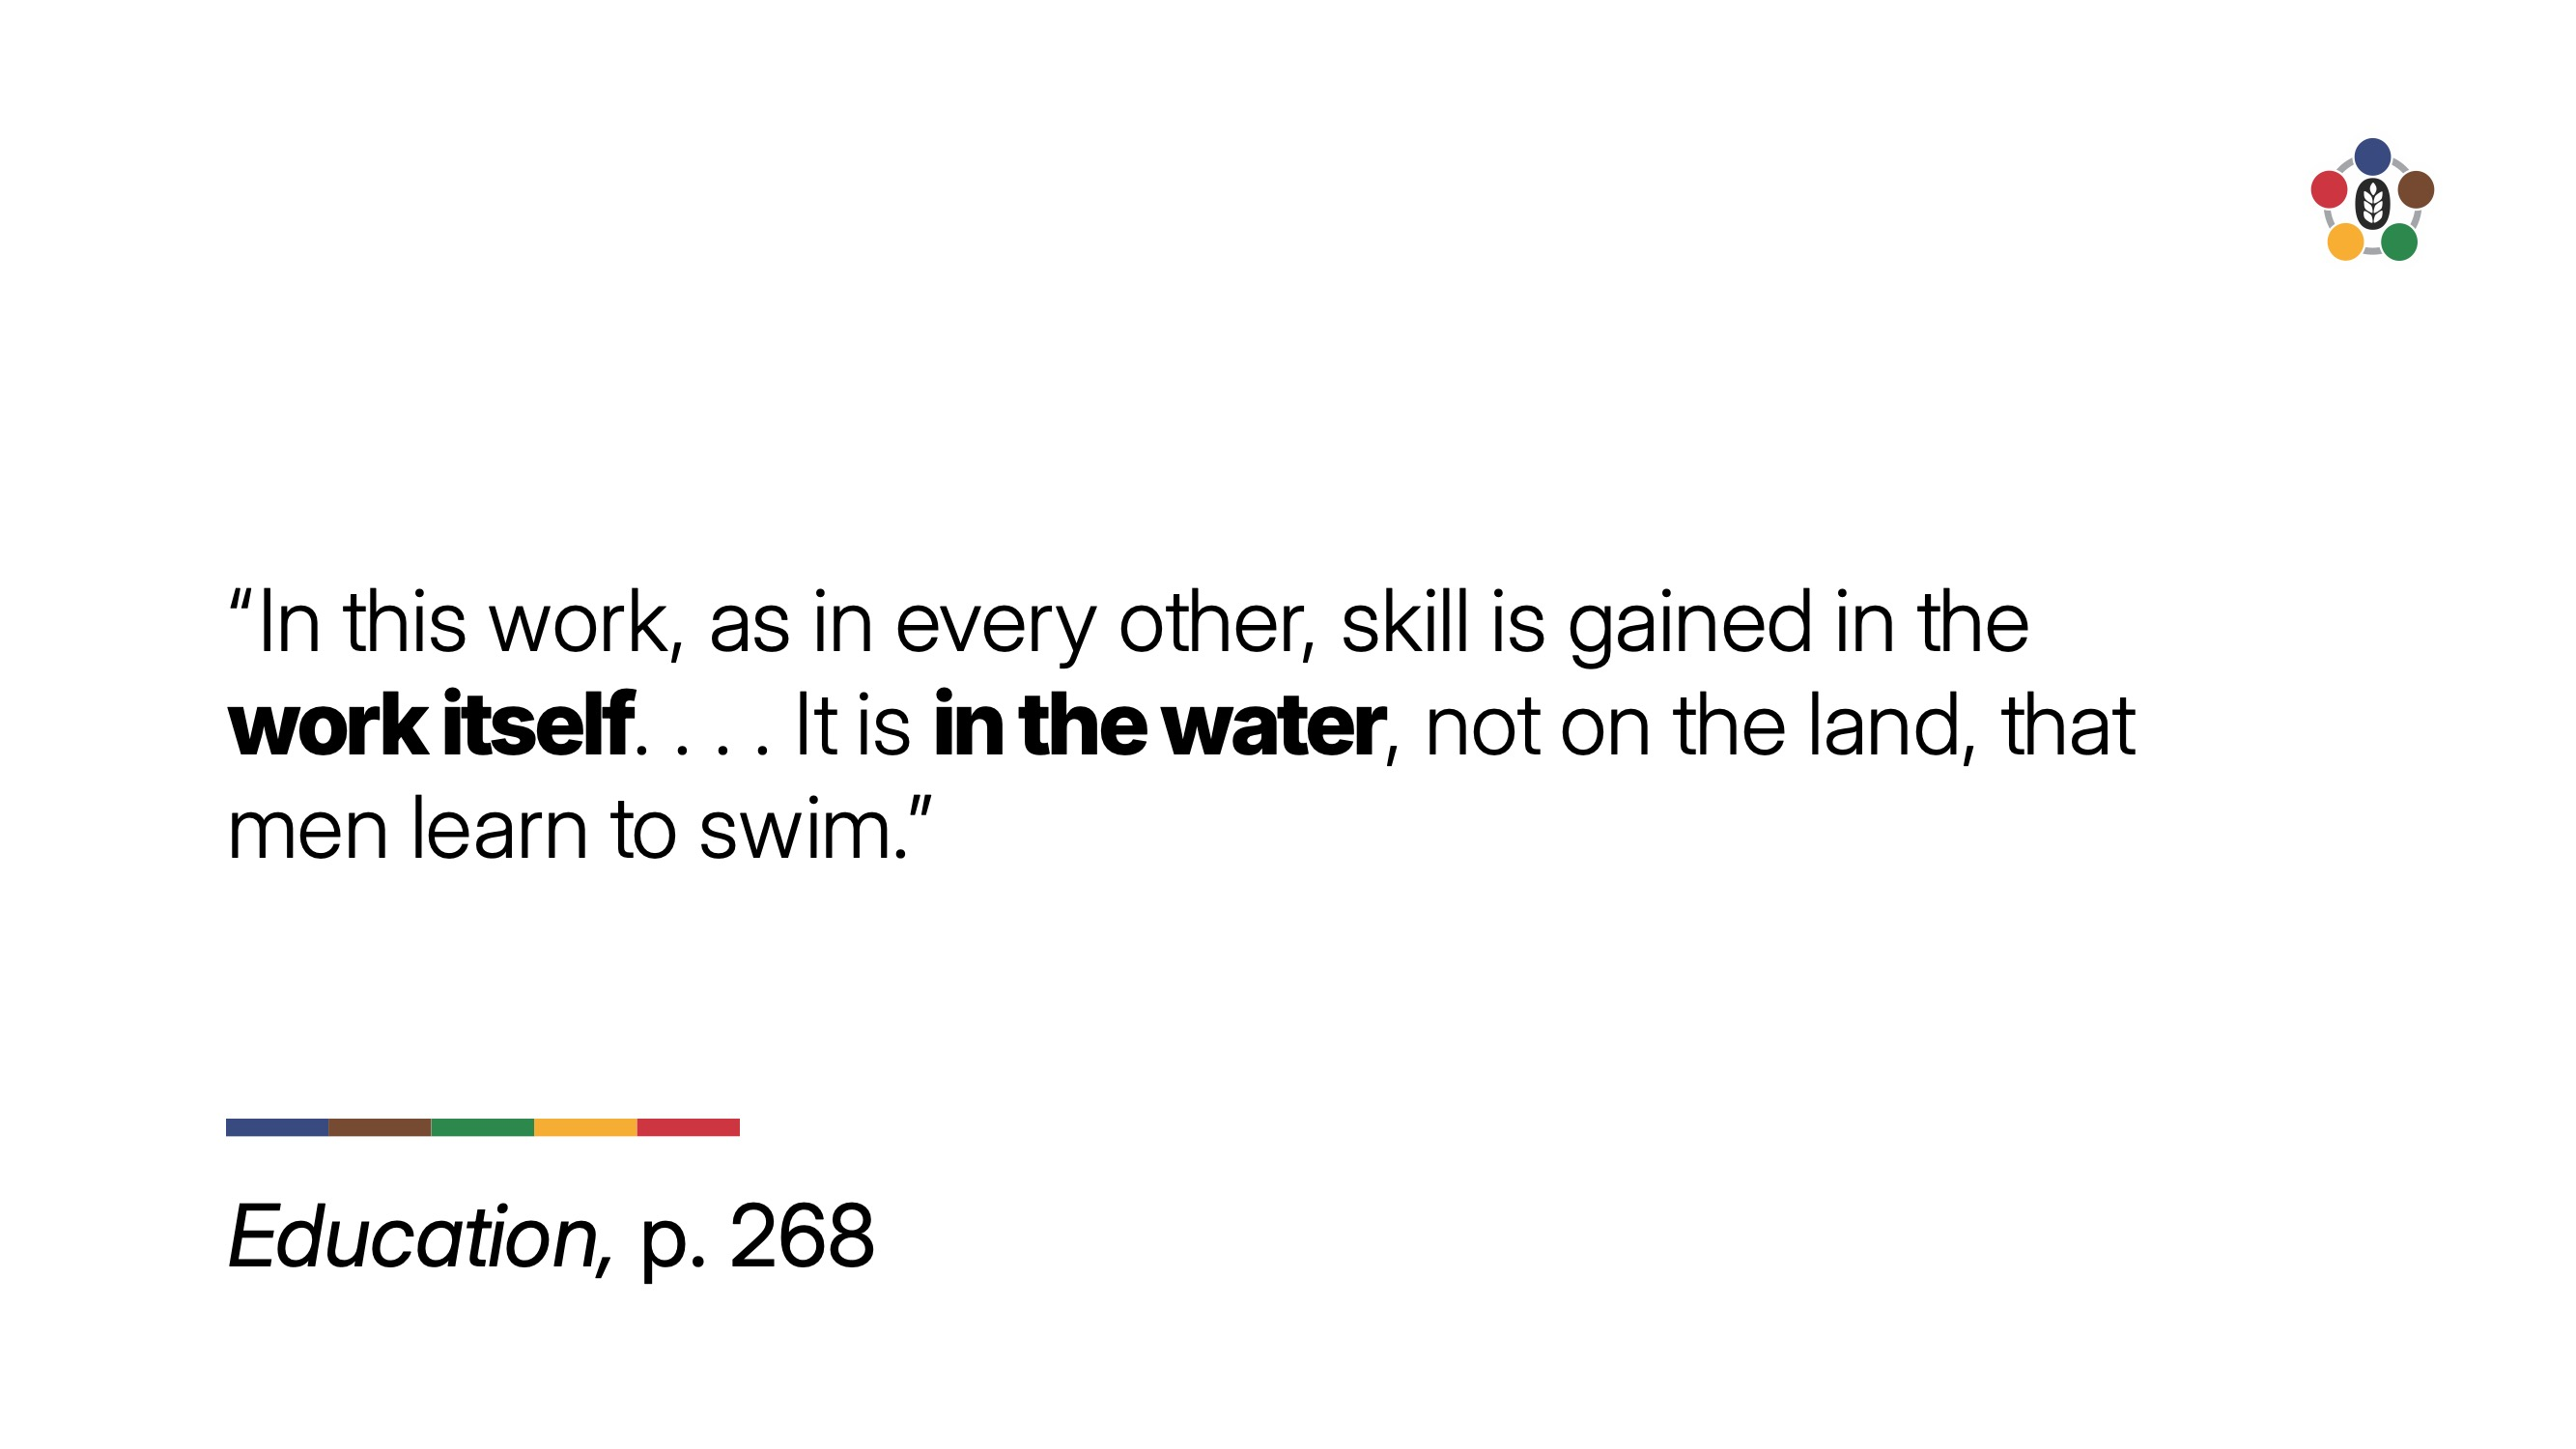 “In this work, as in every other, skill is gained in the
work itself. . . . It is in the water, not on the land, that
men learn to swim.”
Education, p. 268